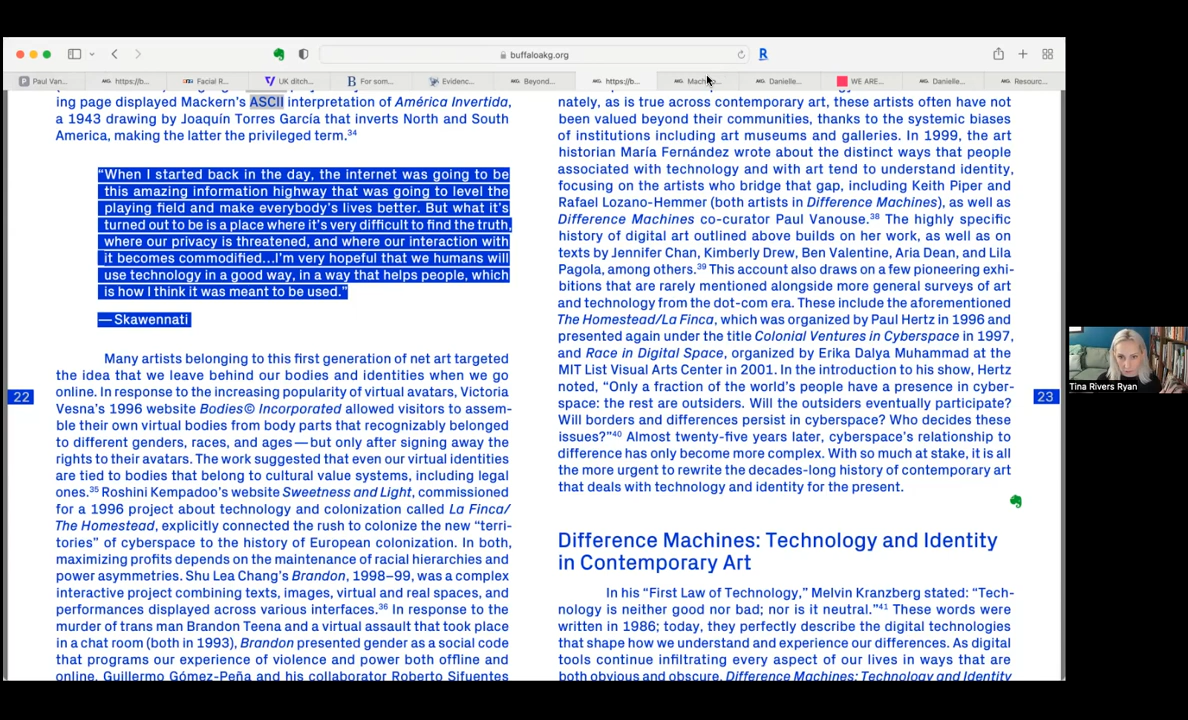 buffaloakg.org
Paul Van...
https://b...
Facial R...
UK ditch...
For som...
Evidenc...
Beyond...
https://b...
Machin...
Danielle...
WE ARE...
Danielle...
Resourc...
ing page displayed Mackern's ASCII interpretation of América Invertida,
a 1943 drawing by Joaquín Torres García that inverts North and South
America, making the latter the privileged term.34
"When I started back in the day, the internet was going to be
this amazing information highway that was going to level the
playing field and make everybody's lives better. But what it's
turned out to be is a place where it's very difficult to find the truth,
where our privacy is threatened, and where our interaction with
it becomes commodified...I'm very hopeful that we humans will
use technology in a good way, in a way that helps people, which
is how I think it was meant to be used."
— Skawennati
Many artists belonging to this first generation of net art targeted
the idea that we leave behind our bodies and identities when we go
online. In response to the increasing popularity of virtual avatars, Victoria
Vesna's 1996 website Bodies© Incorporated allowed visitors to assem-
ble their own virtual bodies from body parts that recognizably belonged
to different genders, races, and ages—but only after signing away the
rights to their avatars. The work suggested that even our virtual identities
are tied to bodies that belong to cultural value systems, including legal
ones.35 Roshini Kempadoo's website Sweetness and Light, commissioned
for a 1996 project about technology and colonization called La Finca/
The Homestead, explicitly connected the rush to colonize the new "terri-
tories" of cyberspace to the history of European colonization. In both,
maximizing profits depends on the maintenance of racial hierarchies and
power asymmetries. Shu Lea Chang's Brandon, 1998–99, was a complex
interactive project combining texts, images, virtual and real spaces, and
performances displayed across various interfaces.36 In response to the
murder of trans man Brandon Teena and a virtual assault that took place
in a chat room (both in 1993), Brandon presented gender as a social code
that programs our experience of violence and power both offline and
online. Guillermo Gómez-Peña and his collaborator Roberto Sifuentes
22
nately, as is true across contemporary art, these artists often have not
been valued beyond their communities, thanks to the systemic biases
of institutions including art museums and galleries. In 1999, the art
historian María Fernández wrote about the distinct ways that people
associated with technology and with art tend to understand identity,
focusing on the artists who bridge that gap, including Keith Piper and
Rafael Lozano-Hemmer (both artists in Difference Machines), as well as
Difference Machines co-curator Paul Vanouse.38 The highly specific
history of digital art outlined above builds on her work, as well as on
texts by Jennifer Chan, Kimberly Drew, Ben Valentine, Aria Dean, and Lila
Pagola, among others.39 This account also draws on a few pioneering exhi-
bitions that are rarely mentioned alongside more general surveys of art
and technology from the dot-com era. These include the aforementioned
The Homestead/La Finca, which was organized by Paul Hertz in 1996 and
presented again under the title Colonial Ventures in Cyberspace in 1997,
and Race in Digital Space, organized by Erika Dalya Muhammad at the
MIT List Visual Arts Center in 2001. In the introduction to his show, Hertz
noted, "Only a fraction of the world's people have a presence in cyber-
space: the rest are outsiders. Will the outsiders eventually participate?
Will borders and differences persist in cyberspace? Who decides these
issues?"40 Almost twenty-five years later, cyberspace's relationship to
difference has only become more complex. With so much at stake, it is all
the more urgent to rewrite the decades-long history of contemporary art
that deals with technology and identity for the present.
23
Difference Machines: Technology and Identity
in Contemporary Art
In his "First Law of Technology," Melvin Kranzberg stated: "Tech-
nology is neither good nor bad; nor is it neutral."41 These words were
written in 1986; today, they perfectly describe the digital technologies
that shape how we understand and experience our differences. As digital
tools continue infiltrating every aspect of our lives in ways that are
both obvious and obscure, Difference Machines: Technology and Identity
Tina Rivers Ryan